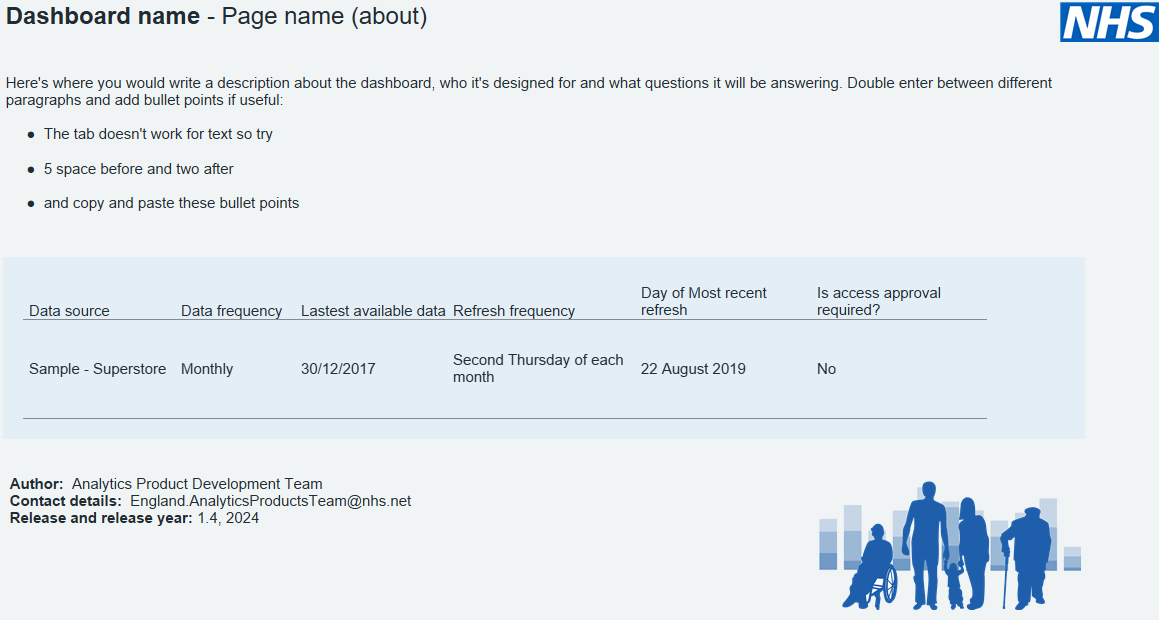 Dashboard name - Page name (about)
NHS
Here's where you would write a description about the dashboard, who it's designed for and what questions it will be answering. Double enter between different
paragraphs and add bullet points if useful:
● The tab doesn't work for text so try
● 5 space before and two after
● and copy and paste these bullet points
Data source Data frequency Lastest available data Refresh frequency Day of Most recent refresh Is access approval required?
Sample - Superstore Monthly 30/12/2017 Second Thursday of each month 22 August 2019 No
Author: Analytics Product Development Team
Contact details: England.AnalyticsProductsTeam@nhs.net
Release and release year: 1.4, 2024